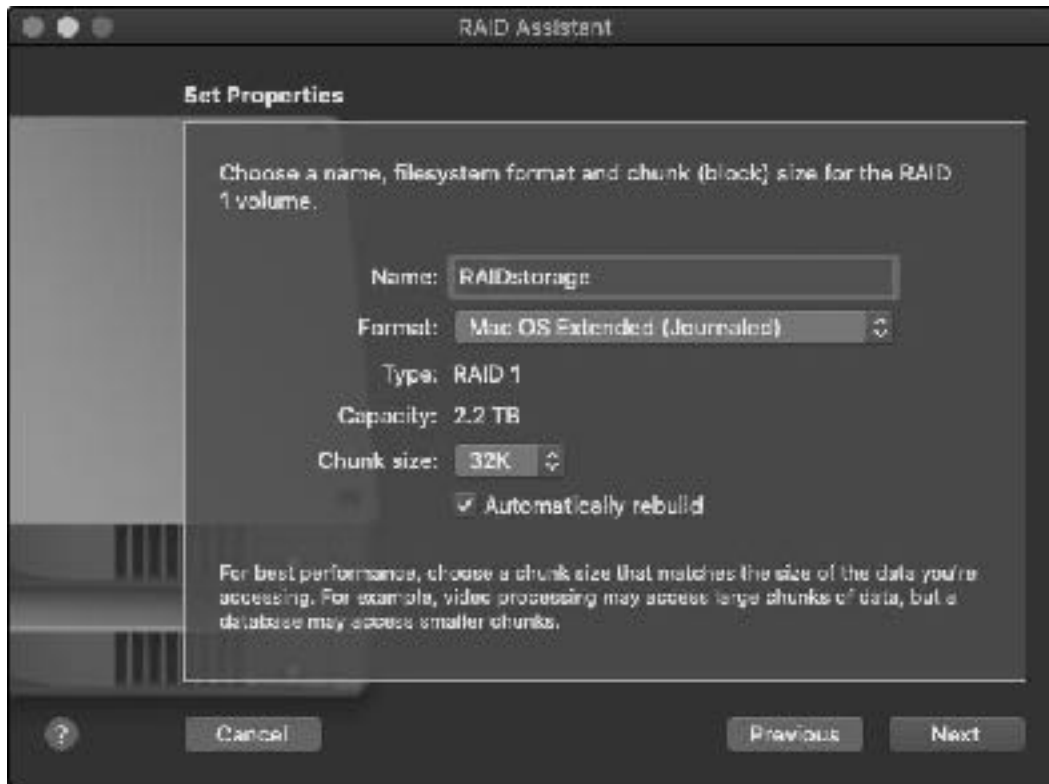 RAID Assistant
Set Properties
Choose a name, filesystem format and chunk (block) size for the RAID
1 volume.
Name: RAIDstorage
Format: Mac OS Extended (Journaled)
Type: RAID 1
Capacity: 2.2 TB
Chunk size: 32K
Automatically rebuild
For best performance, choose a chunk size that matches the size of the data you're
accessing. For example, video processing may access large chunks of data, but a
database may access smaller chunks.
? Cancel Previous Next